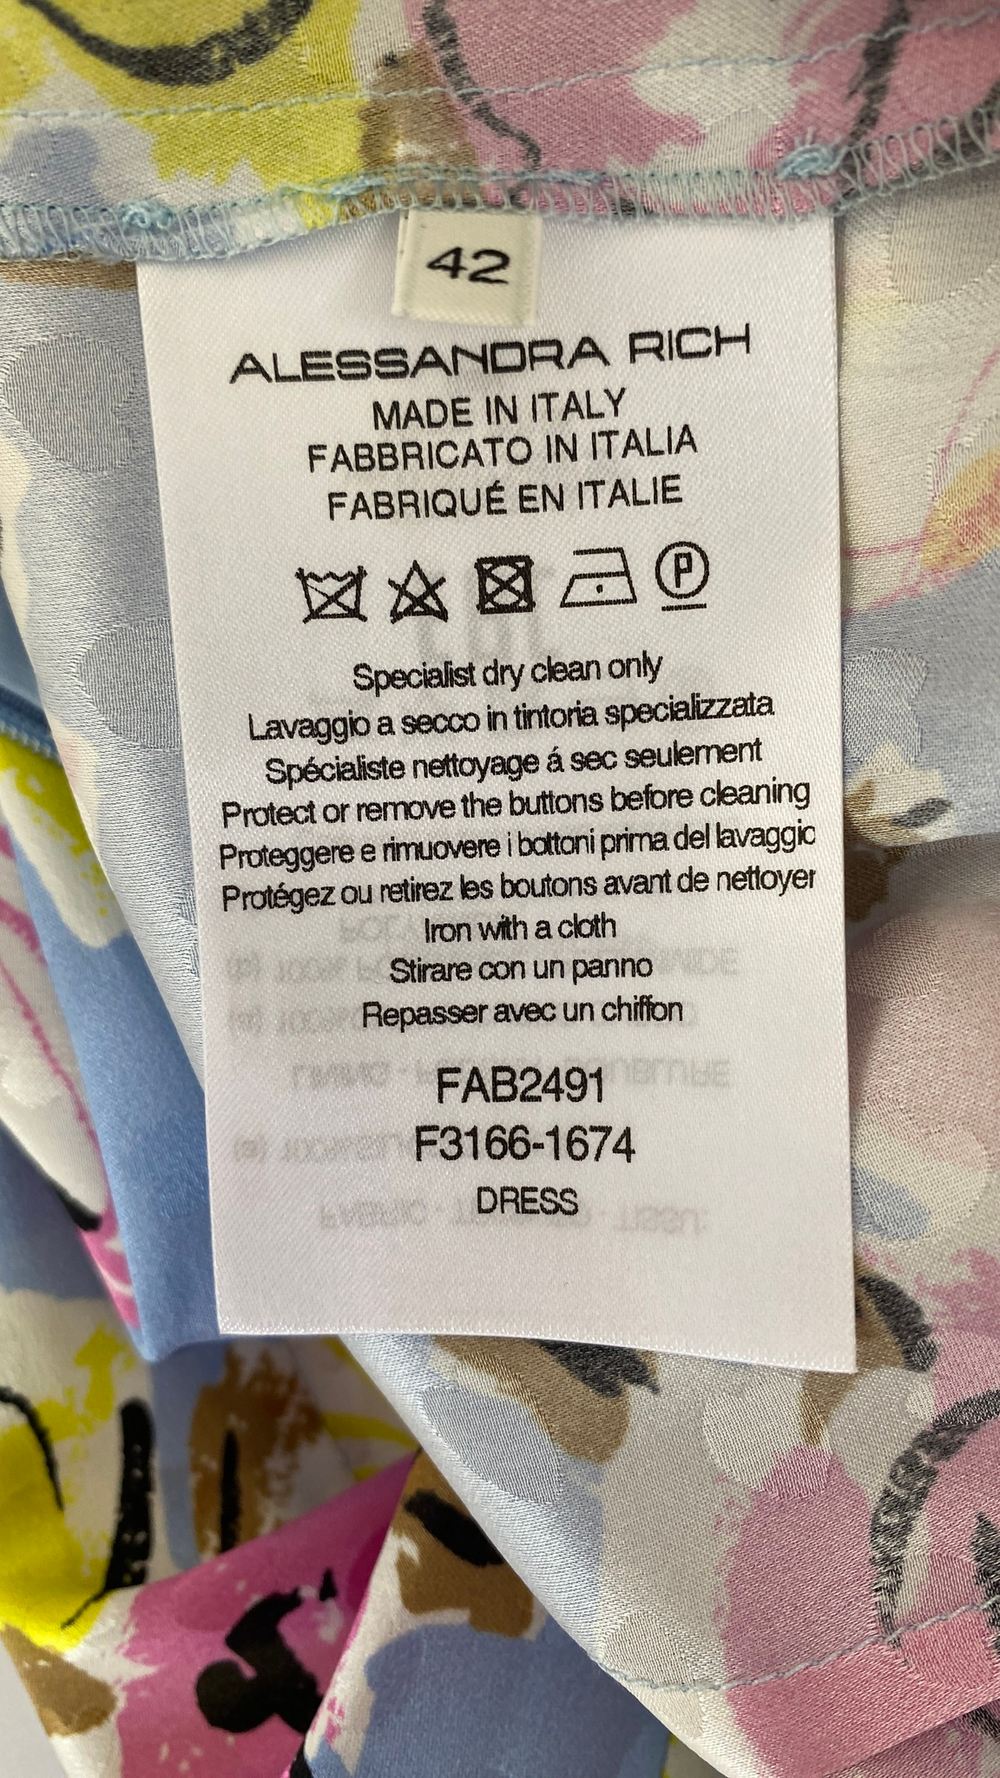 42
ALESSANDRA RICH
MADE IN ITALY
FABBRICATO IN ITALIA
FABRIQUÉ EN ITALIE
P
Specialist dry clean only
Lavaggio a secco in tintoria specializzata
Spécialiste nettoyage á sec seulement
Protect or remove the buttons before cleaning
Proteggere e rimuovere i bottoni prima del lavaggio
Protégez ou retirez les boutons avant de nettoyer
Iron with a cloth
Stirare con un panno
Repasser avec un chiffon
FAB2491
F3166-1674
DRESS